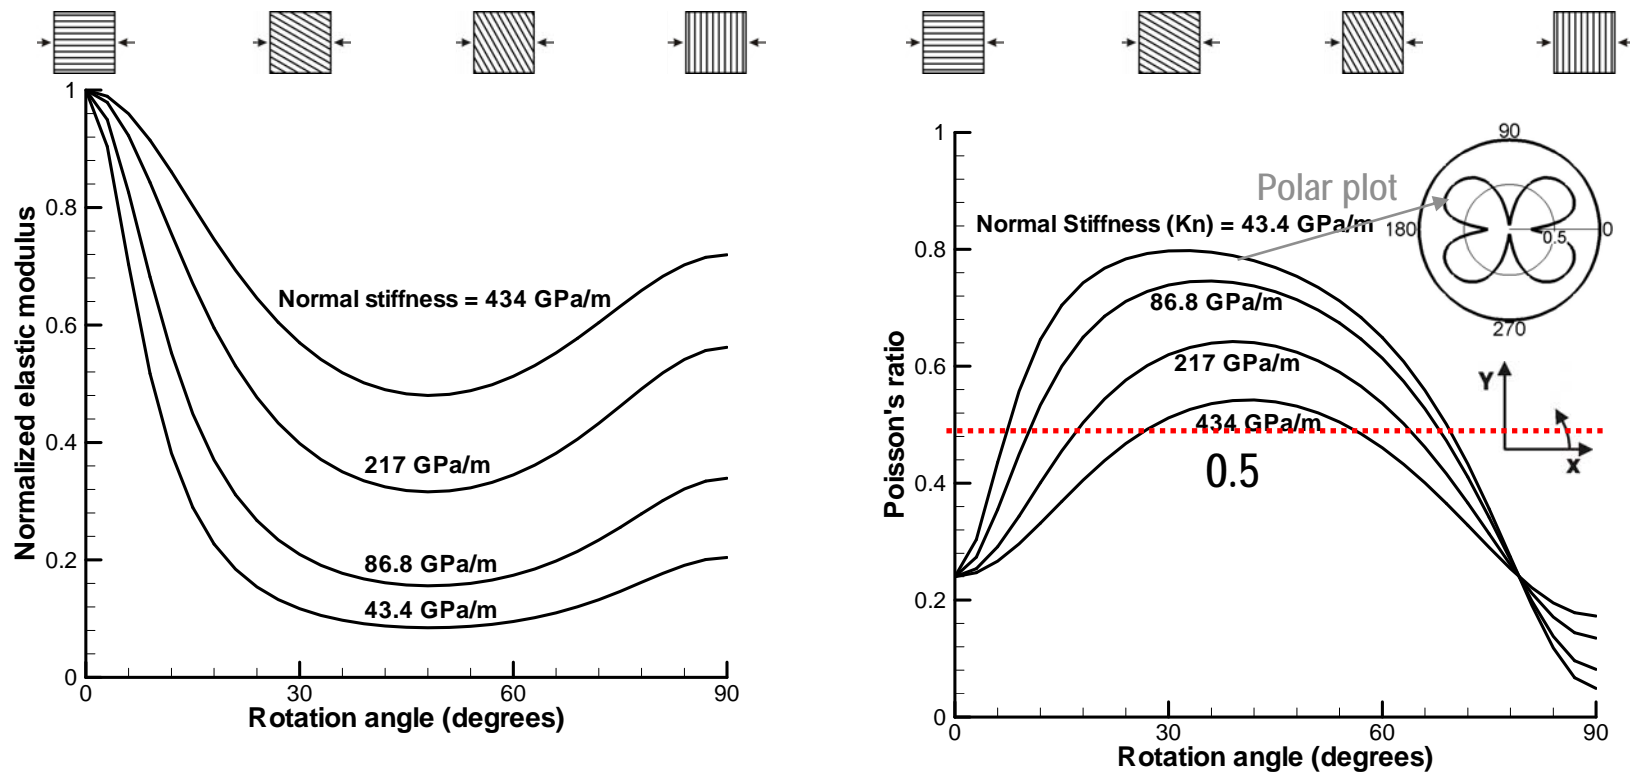 1
0.8
0.6
0.4
0.2
0
0
30
60
90
Normalized elastic modulus
Rotation angle (degrees)
Normal stiffness = 434 GPa/m
217 GPa/m
86.8 GPa/m
43.4 GPa/m
1
0.8
0.6
0.4
0.2
0
0
30
60
90
Poisson's ratio
Rotation angle (degrees)
Polar plot
Normal Stiffness (Kn) = 43.4 GPa/m
86.8 GPa/m
217 GPa/m
434 GPa/m
0.5
90
180
0.5
0
270
Y
X